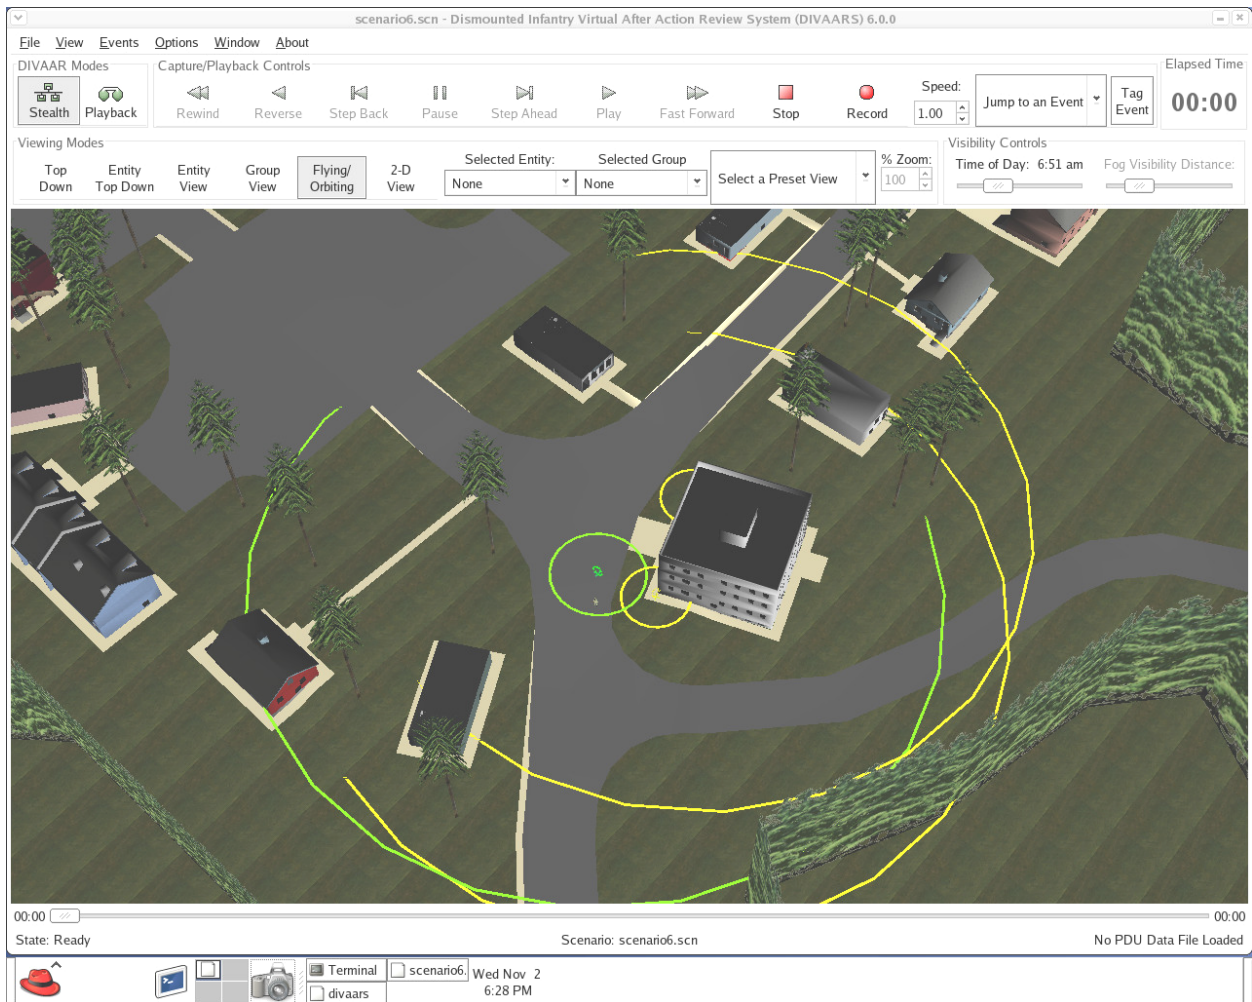 scenario6.scn - Dismounted Infantry Virtual After Action Review System (DIVAARS) 6.0.0
File View Events Options Window About
DIVAAR Modes
Capture/Playback Controls
Elapsed Time
Stealth Playback
Rewind Reverse Step Back Pause Step Ahead Play Fast Forward Stop Record
Speed:
1.00
Jump to an Event
Tag
Event
00:00
Viewing Modes
Top
Down
Entity
Top Down
Entity
View
Group
View
Flying/
Orbiting
2-D
View
Selected Entity:
None
Selected Group
None
Select a Preset View
% Zoom:
100
Visibility Controls
Time of Day: 6:51 am
Fog Visibility Distance:
00:00 00:00
State: Ready Scenario: scenario6.scn No PDU Data File Loaded
Terminal scenario6.
divaars
Wed Nov 2
6:28 PM